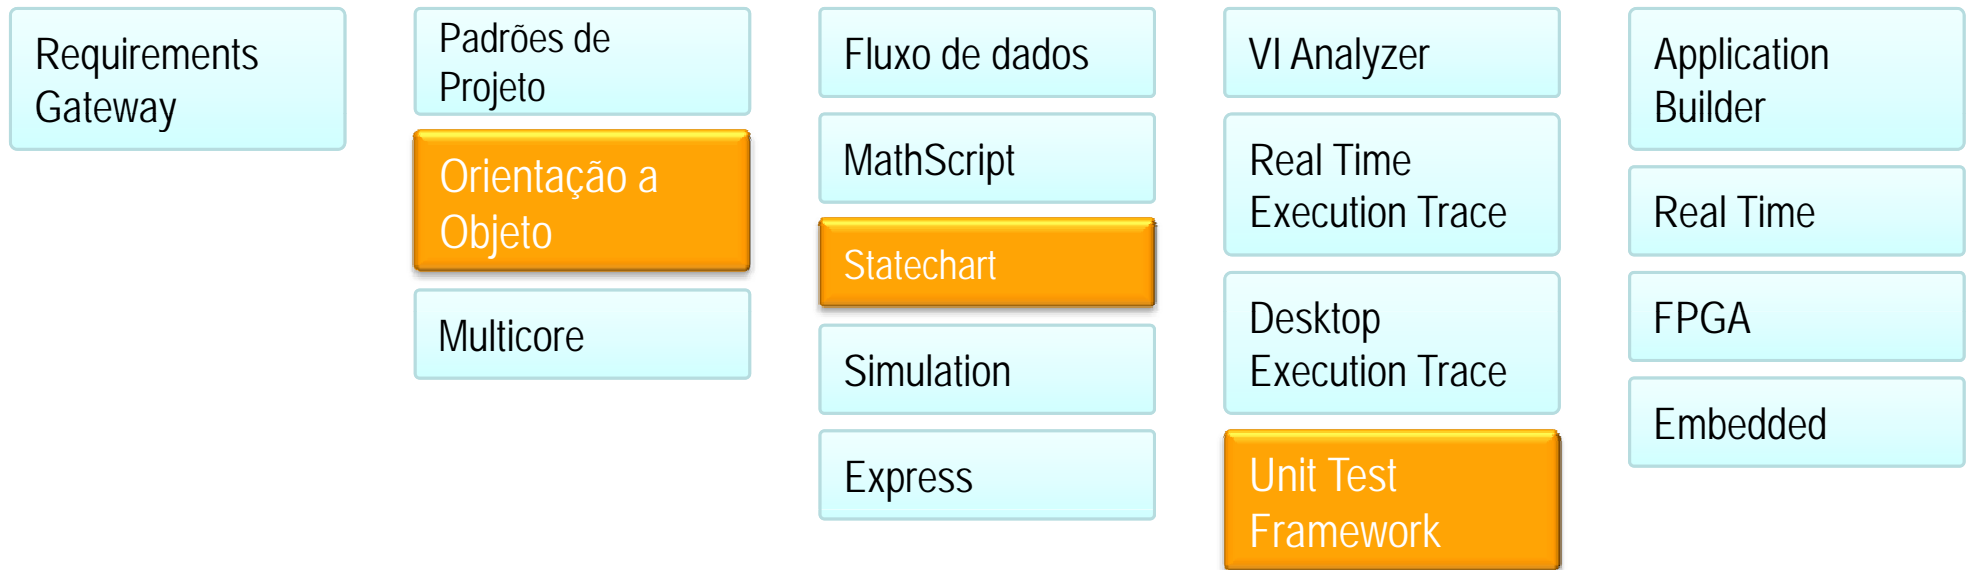 Requirements
Gateway
Padrões de
Projeto
Orientação a
Objeto
Multicore
Fluxo de dados
MathScript
Statechart
Simulation
Express
VI Analyzer
Real Time
Execution Trace
Desktop
Execution Trace
Unit Test
Framework
Application
Builder
Real Time
FPGA
Embedded